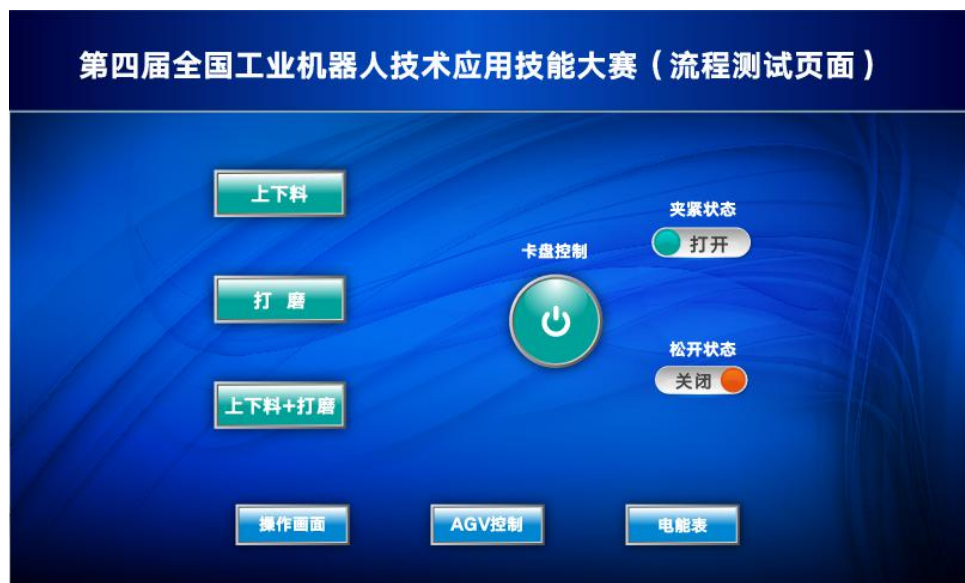 第四届全国工业机器人技术应用技能大赛（流程测试页面）
上下料
夹紧状态
打开
卡盘控制
打 磨
松开状态
关闭
上下料+打磨
操作画面
AGV控制
电能表